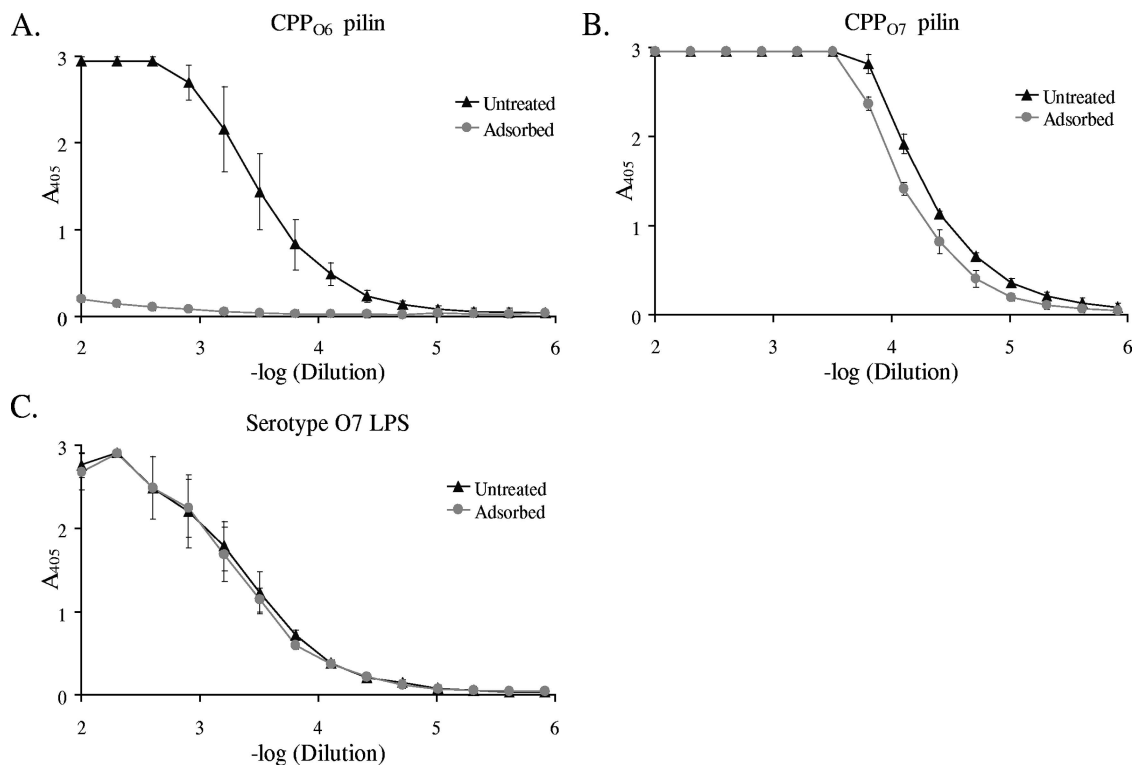 A.
CPPO6 pilin
3
2
1
0
A405
Untreated
Adsorbed
2 3 4 5 6
-log (Dilution)
B.
CPPO7 pilin
3
2
1
0
A405
Untreated
Adsorbed
2 3 4 5 6
-log (Dilution)
C.
Serotype O7 LPS
3
2
1
0
A405
Untreated
Adsorbed
2 3 4 5 6
-log (Dilution)